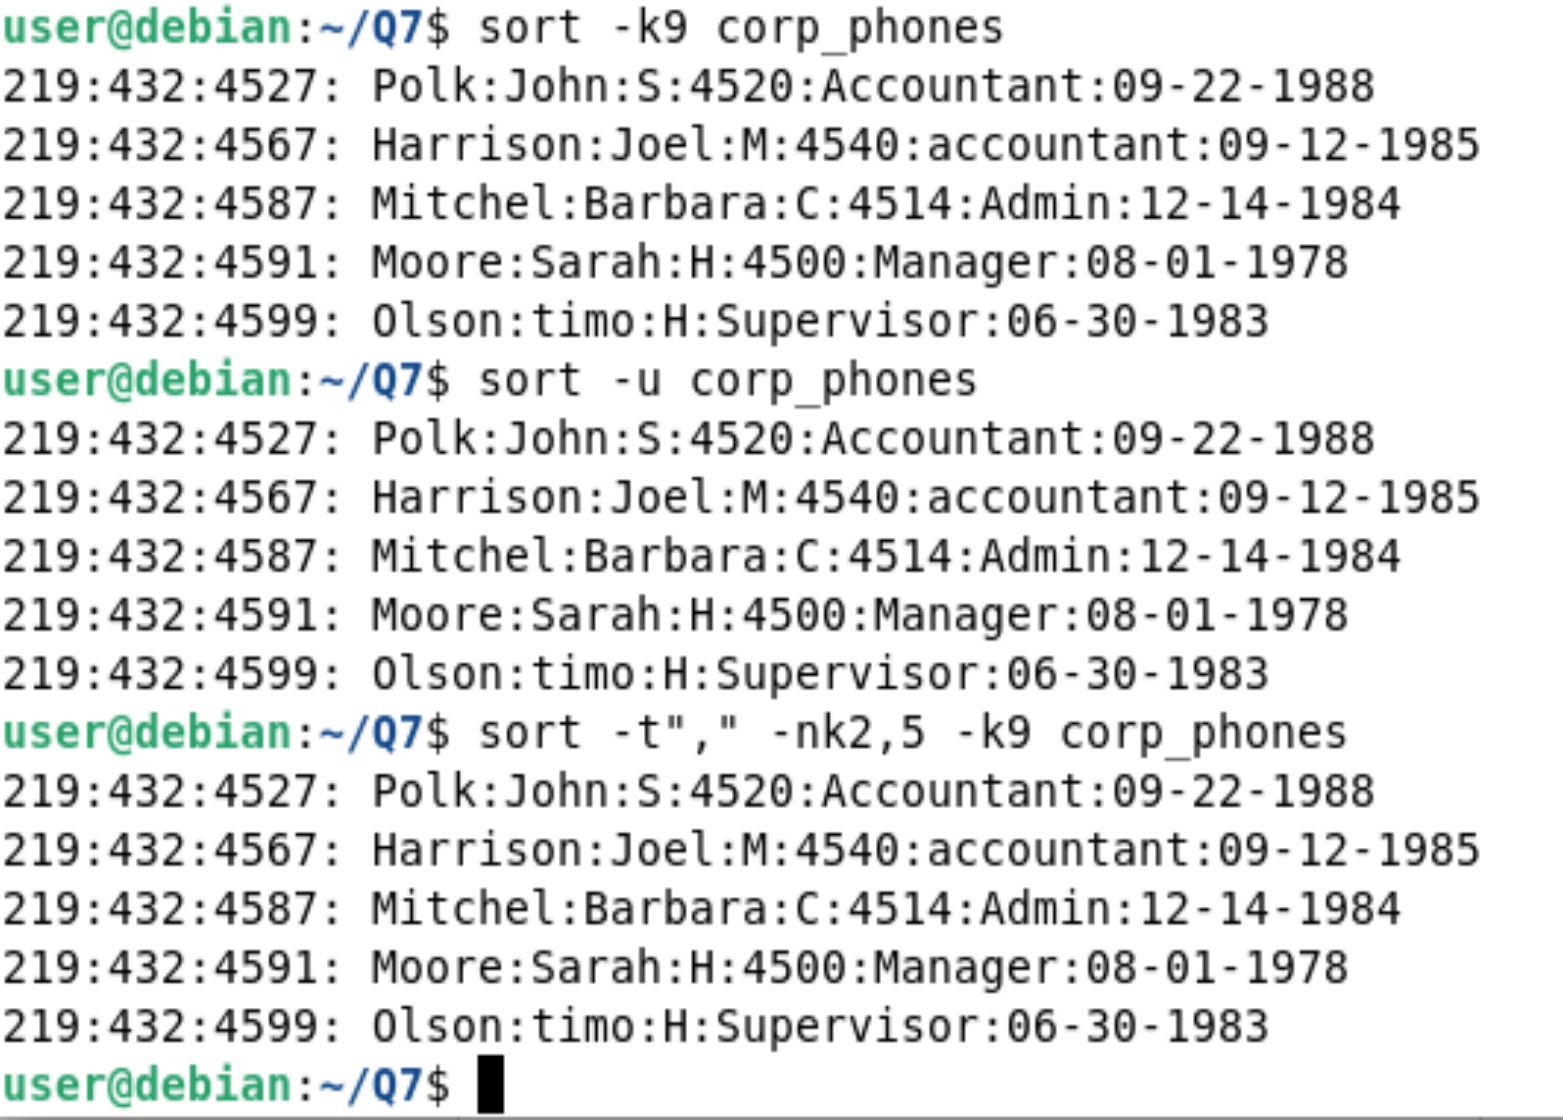 user@debian:~/Q7$ sort -k9 corp_phones
219:432:4527: Polk:John:S:4520:Accountant:09-22-1988
219:432:4567: Harrison:Joel:M:4540:accountant:09-12-1985
219:432:4587: Mitchel:Barbara:C:4514:Admin:12-14-1984
219:432:4591: Moore:Sarah:H:4500:Manager:08-01-1978
219:432:4599: Olson:timo:H:Supervisor:06-30-1983
user@debian:~/Q7$ sort -u corp_phones
219:432:4527: Polk:John:S:4520:Accountant:09-22-1988
219:432:4567: Harrison:Joel:M:4540:accountant:09-12-1985
219:432:4587: Mitchel:Barbara:C:4514:Admin:12-14-1984
219:432:4591: Moore:Sarah:H:4500:Manager:08-01-1978
219:432:4599: Olson:timo:H:Supervisor:06-30-1983
user@debian:~/Q7$ sort -t"," -nk2,5 -k9 corp_phones
219:432:4527: Polk:John:S:4520:Accountant:09-22-1988
219:432:4567: Harrison:Joel:M:4540:accountant:09-12-1985
219:432:4587: Mitchel:Barbara:C:4514:Admin:12-14-1984
219:432:4591: Moore:Sarah:H:4500:Manager:08-01-1978
219:432:4599: Olson:timo:H:Supervisor:06-30-1983
user@debian:~/Q7$